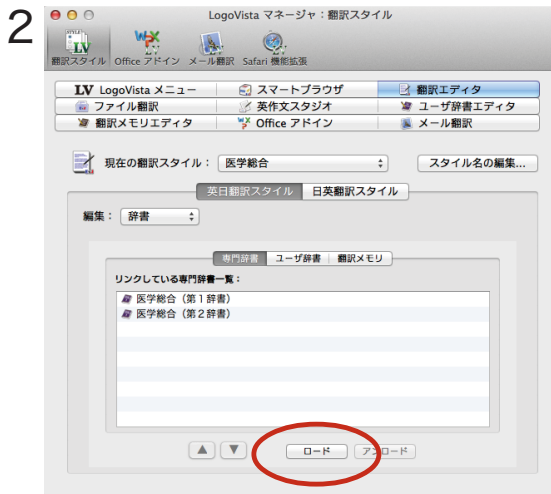 2
LogoVista マネージャ：翻訳スタイル
翻訳スタイル Office アドイン メール翻訳 Safari 機能拡張
LV LogoVista メニュー スマートブラウザ 翻訳エディタ
ファイル翻訳 英作文スタジオ ユーザ辞書エディタ
翻訳メモリエディタ Office アドイン メール翻訳
現在の翻訳スタイル： 医学総合 スタイル名の編集...
英日翻訳スタイル 日英翻訳スタイル
編集： 辞書
専門辞書 ユーザ辞書 翻訳メモリ
リンクしている専門辞書一覧：
医学総合（第１辞書）
医学総合（第２辞書）
ロード アンロード